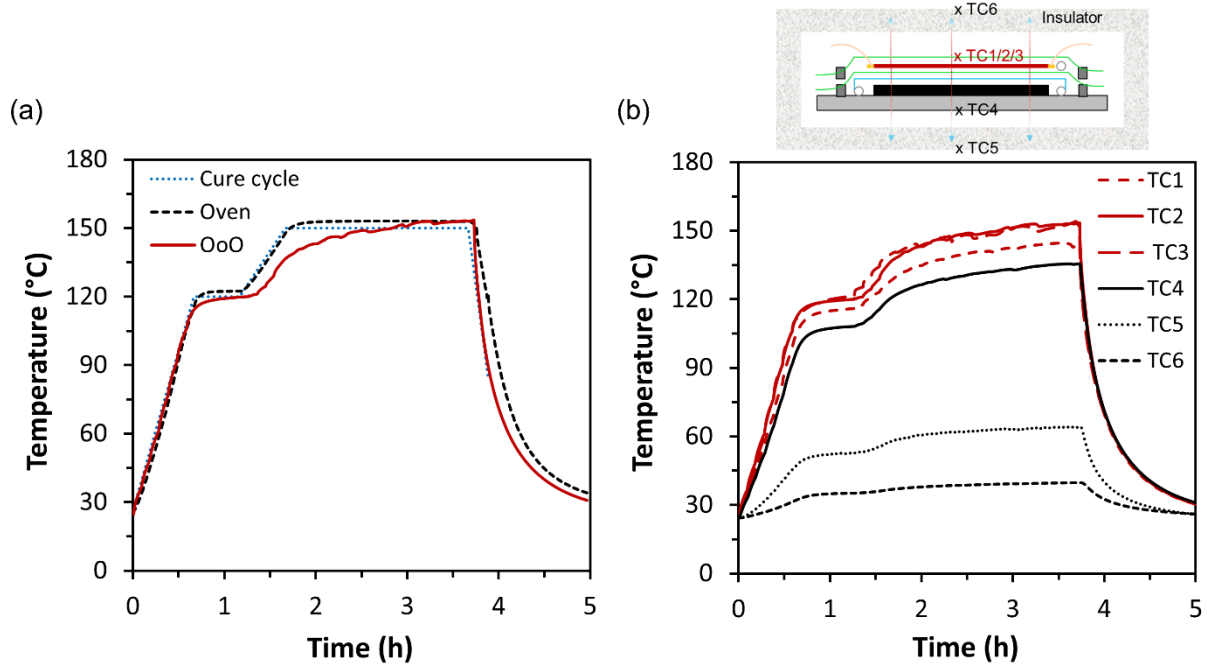 x TC6
Insulator
x TC1/2/3
x TC4
x TC5
(a)
(b)
180
150
120
90
60
30
0
Temperature (°C)
Cure cycle
Oven
OoO
0
1
2
3
4
5
Time (h)
180
150
120
90
60
30
0
Temperature (°C)
TC1
TC2
TC3
TC4
TC5
TC6
0
1
2
3
4
5
Time (h)